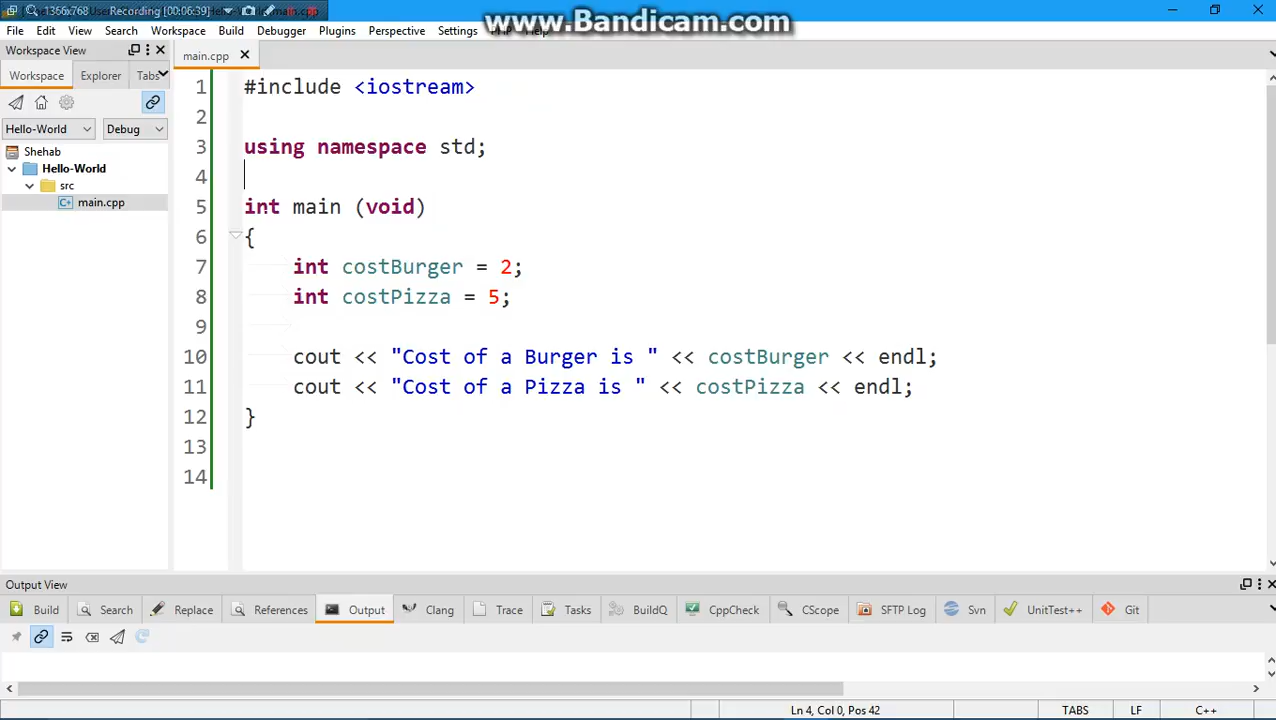 1366x768 Recording [00:06:39] main.cpp
www.Bandicam.com
File Edit View Search Workspace Build Debugger Plugins Perspective Settings PHP Help
Workspace View
main.cpp
Workspace Explorer Tabs
Hello-World Debug
Shehab
Hello-World
src
main.cpp
1 #include <iostream>
2
3 using namespace std;
4
5 int main (void)
6 {
7 int costBurger = 2;
8 int costPizza = 5;
9
10 cout << "Cost of a Burger is " << costBurger << endl;
11 cout << "Cost of a Pizza is " << costPizza << endl;
12 }
13
14
Output View
Build Search Replace References Output Clang Trace Tasks BuildQ CppCheck CScope SFTP Log Svn UnitTest++ Git
Ln 4, Col 0, Pos 42 TABS LF C++